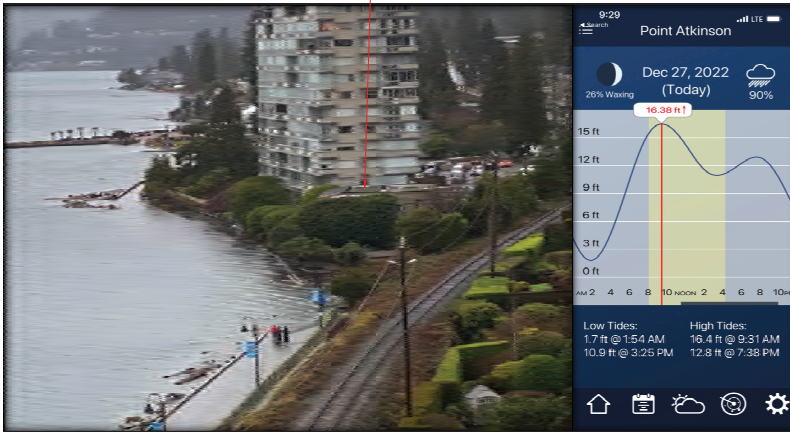 9:29
LTE
Search
Point Atkinson
26% Waxing
Dec 27, 2022
(Today)
90%
16.38 ft↑
15 ft
12 ft
9 ft
6 ft
3 ft
0 ft
AM 2 4 6 8 10 NOON 2 4 6 8 10PM
Low Tides:
1.7 ft @ 1:54 AM
10.9 ft @ 3:25 PM
High Tides:
16.4 ft @ 9:31 AM
12.8 ft @ 7:38 PM